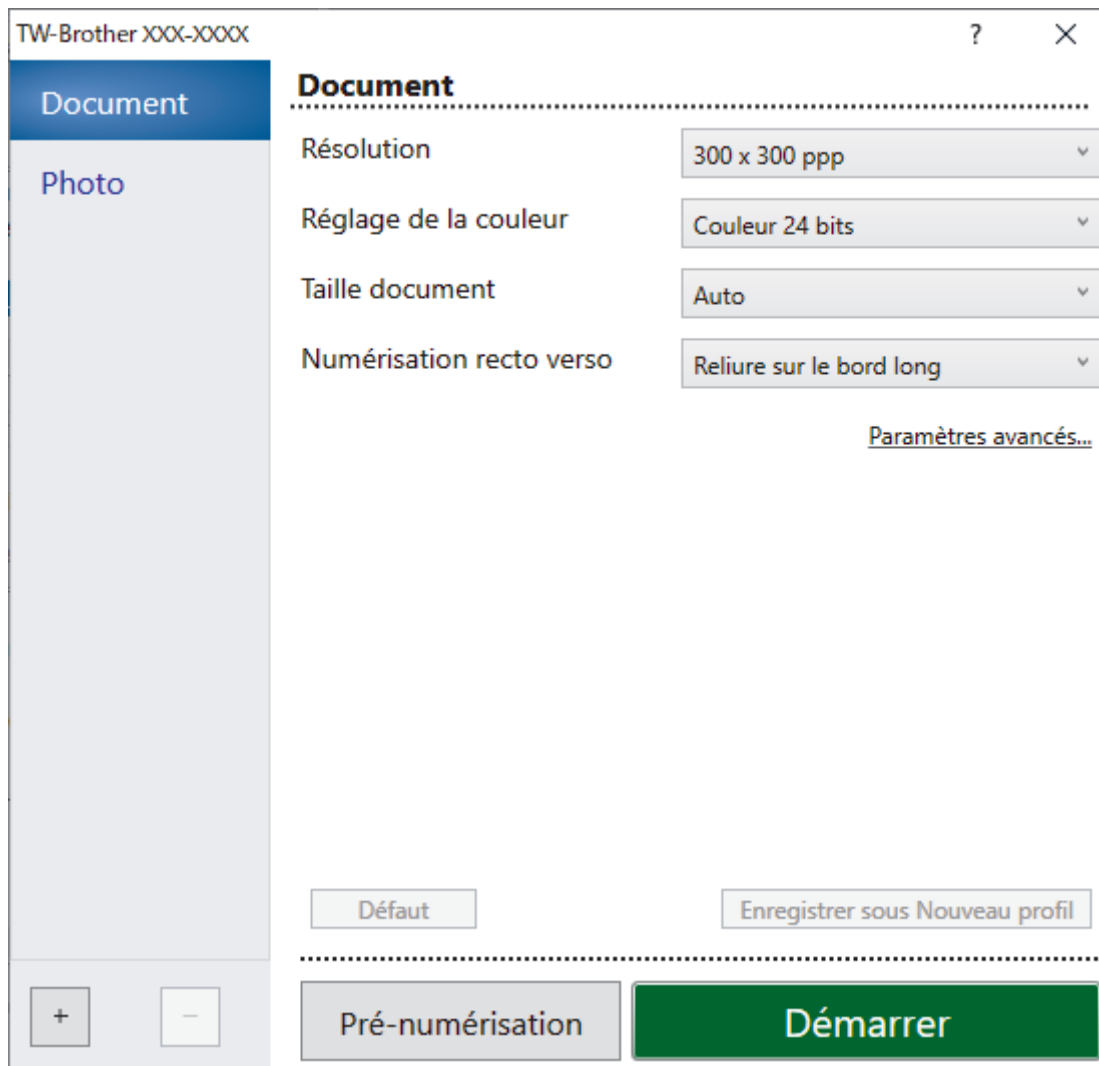 TW-Brother XXX-XXXX ? ×
Document
Photo
Document
Résolution 300 x 300 ppp
Réglage de la couleur Couleur 24 bits
Taille document Auto
Numérisation recto verso Reliure sur le bord long
Paramètres avancés...
Défaut Enregistrer sous Nouveau profil
+ − Pré-numérisation Démarrer